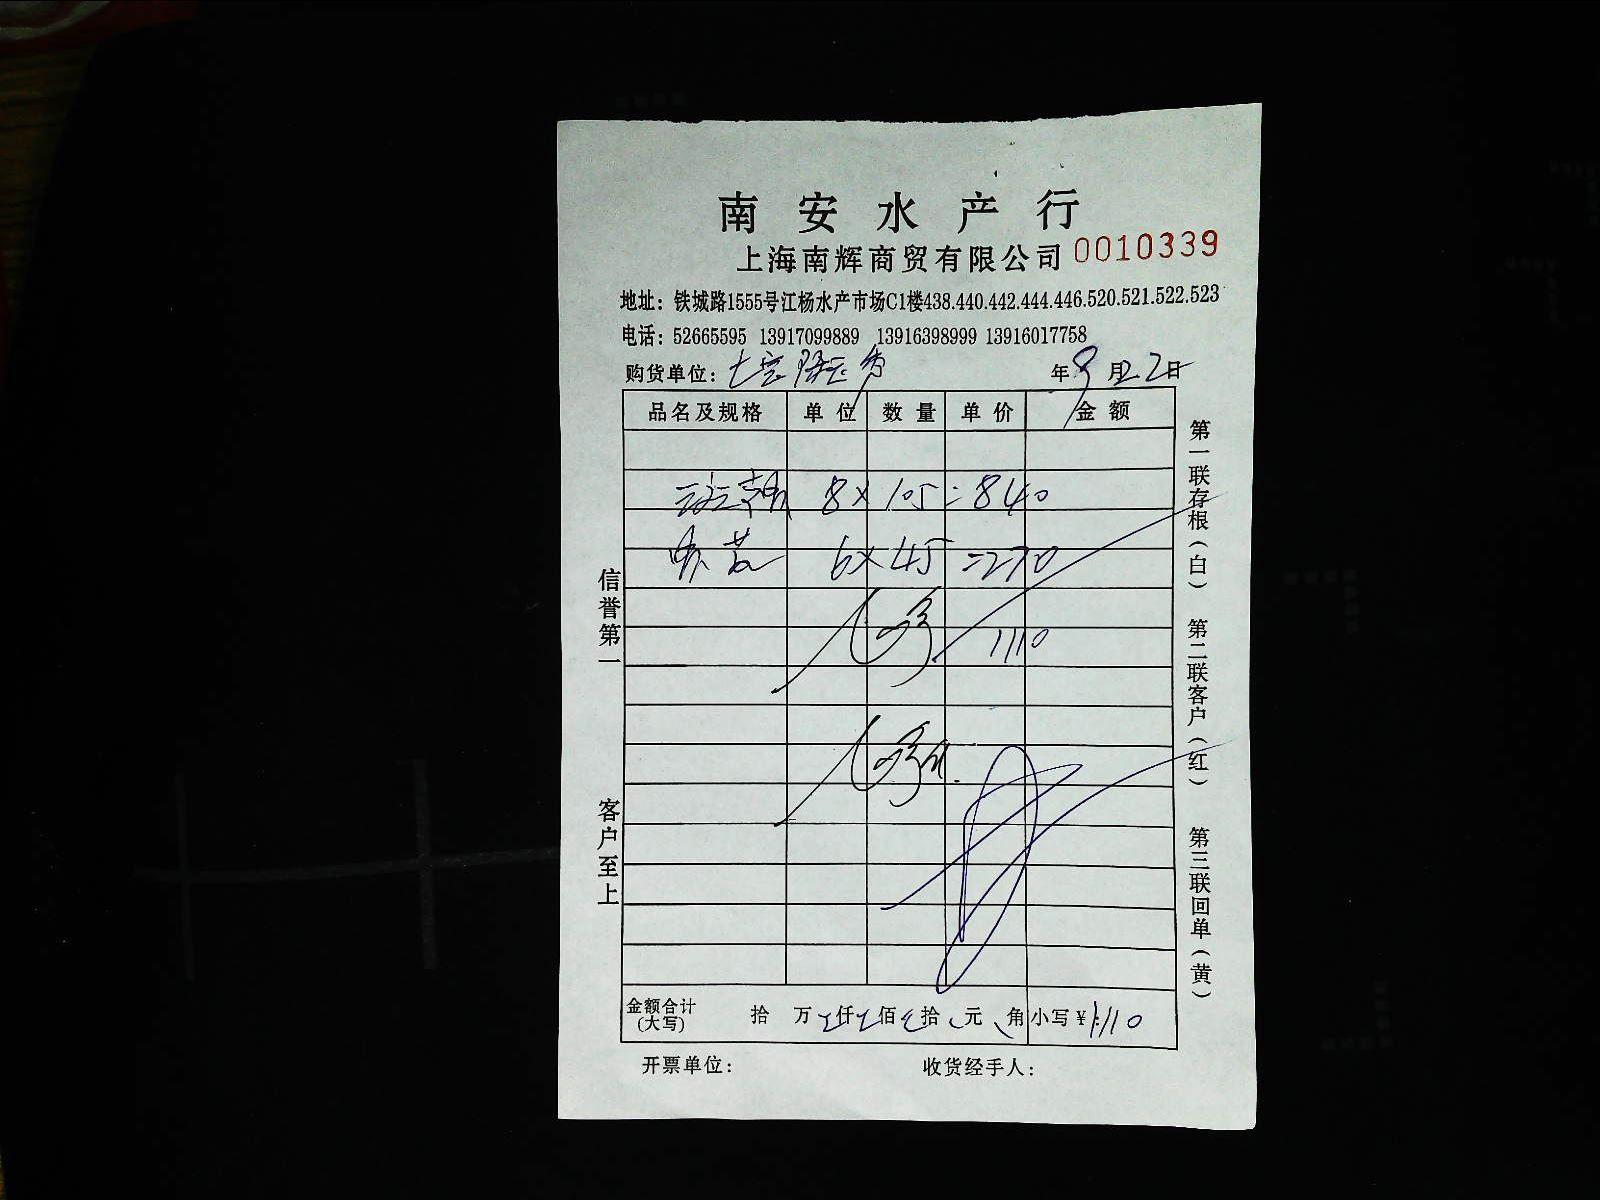 南安水产行
上海南辉商贸有限公司 0010339
地址：铁城路1555号江杨水产市场C1楼438.440.442.444.446.520.521.522.523
电话：52665595 13917099889 13916398999 13916017758
购货单位： 年9月22日
品名及规格 单位 数量 单价 金额
8×105=840
6×45=270
1110
信誉第一
客户至上
第一联存根（白） 第二联客户（红） 第三联回单（黄）
金额合计（大写） 拾 万 仟 佰 拾 元 角 小写￥1110
开票单位： 收货经手人：